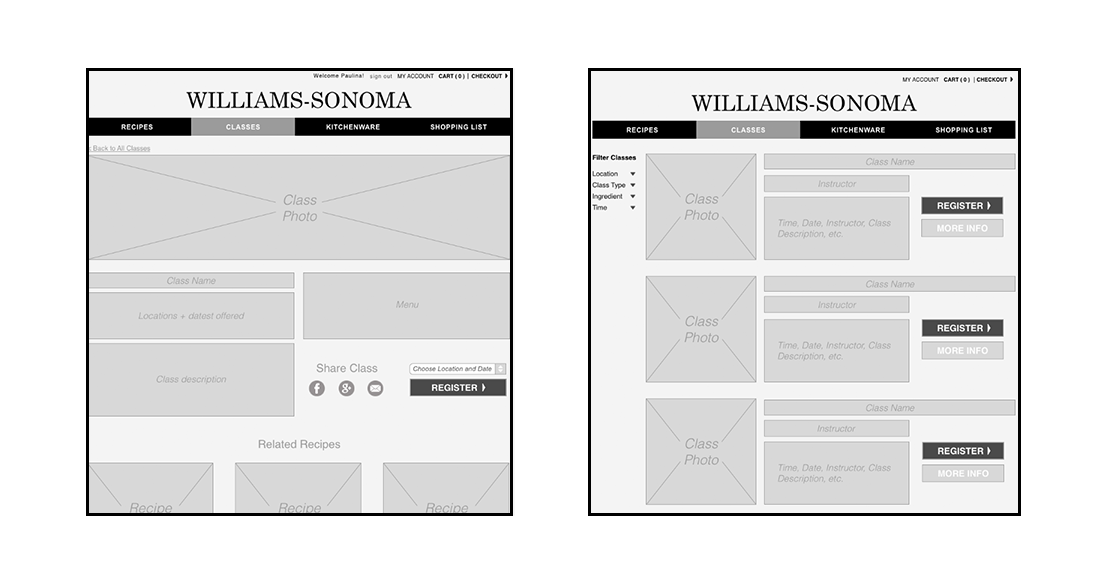 Welcome Paulina! sign out MY ACCOUNT CART ( 0 ) | CHECKOUT
WILLIAMS-SONOMA
RECIPES CLASSES KITCHENWARE SHOPPING LIST
Back to All Classes
Class
Photo
Class Name
Locations + datest offered
Menu
Class description
Share Class
Choose Location and Date
REGISTER
Related Recipes
Recipe Recipe Recipe
MY ACCOUNT CART ( 0 ) | CHECKOUT
WILLIAMS-SONOMA
RECIPES CLASSES KITCHENWARE SHOPPING LIST
Filter Classes
Location
Class Type
Ingredient
Time
Class
Photo
Class Name
Instructor
Time, Date, Instructor, Class
Description, etc.
REGISTER
MORE INFO
Class
Photo
Class Name
Instructor
Time, Date, Instructor, Class
Description, etc.
REGISTER
MORE INFO
Class
Photo
Class Name
Instructor
Time, Date, Instructor, Class
Description, etc.
REGISTER
MORE INFO